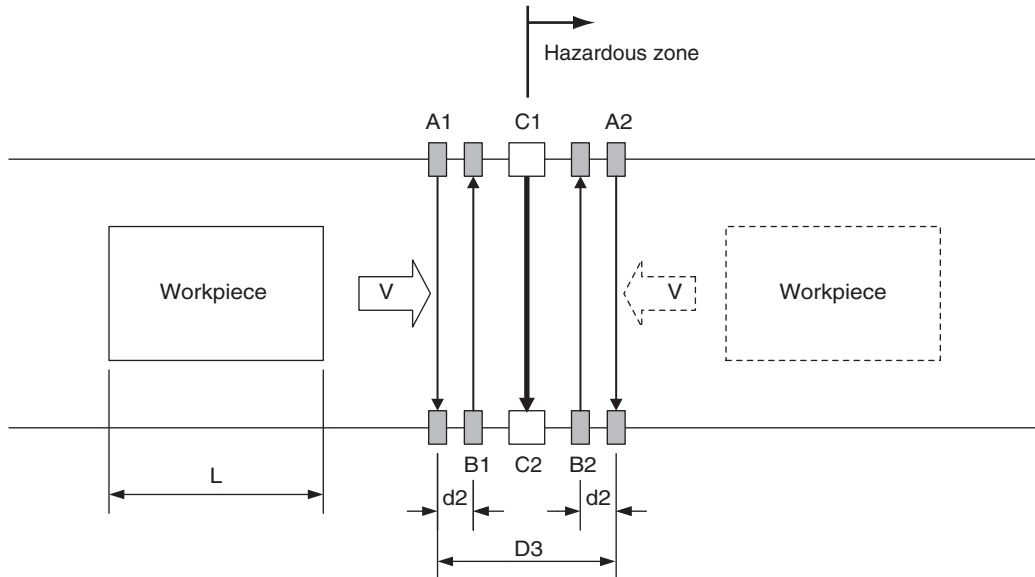 Hazardous zone
A1 C1 A2
Workpiece V V Workpiece
B1 C2 B2
L d2 d2
D3